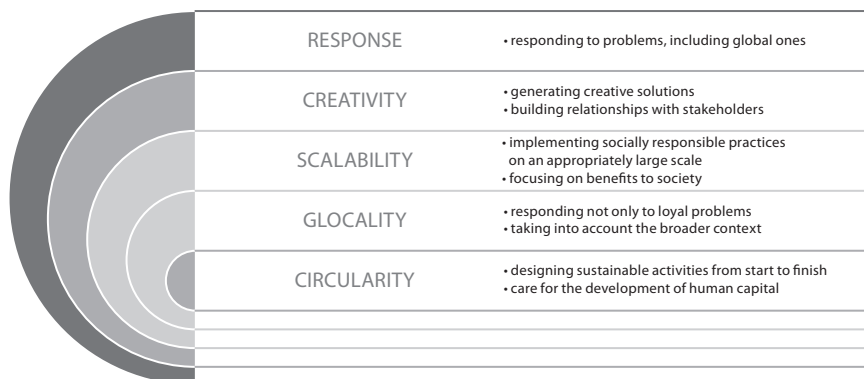 RESPONSE
• responding to problems, including global ones
CREATIVITY
• generating creative solutions
• building relationships with stakeholders
SCALABILITY
• implementing socially responsible practices
on an appropriately large scale
• focusing on benefits to society
GLOCALITY
• responding not only to loyal problems
• taking into account the broader context
CIRCULARITY
• designing sustainable activities from start to finish
• care for the development of human capital